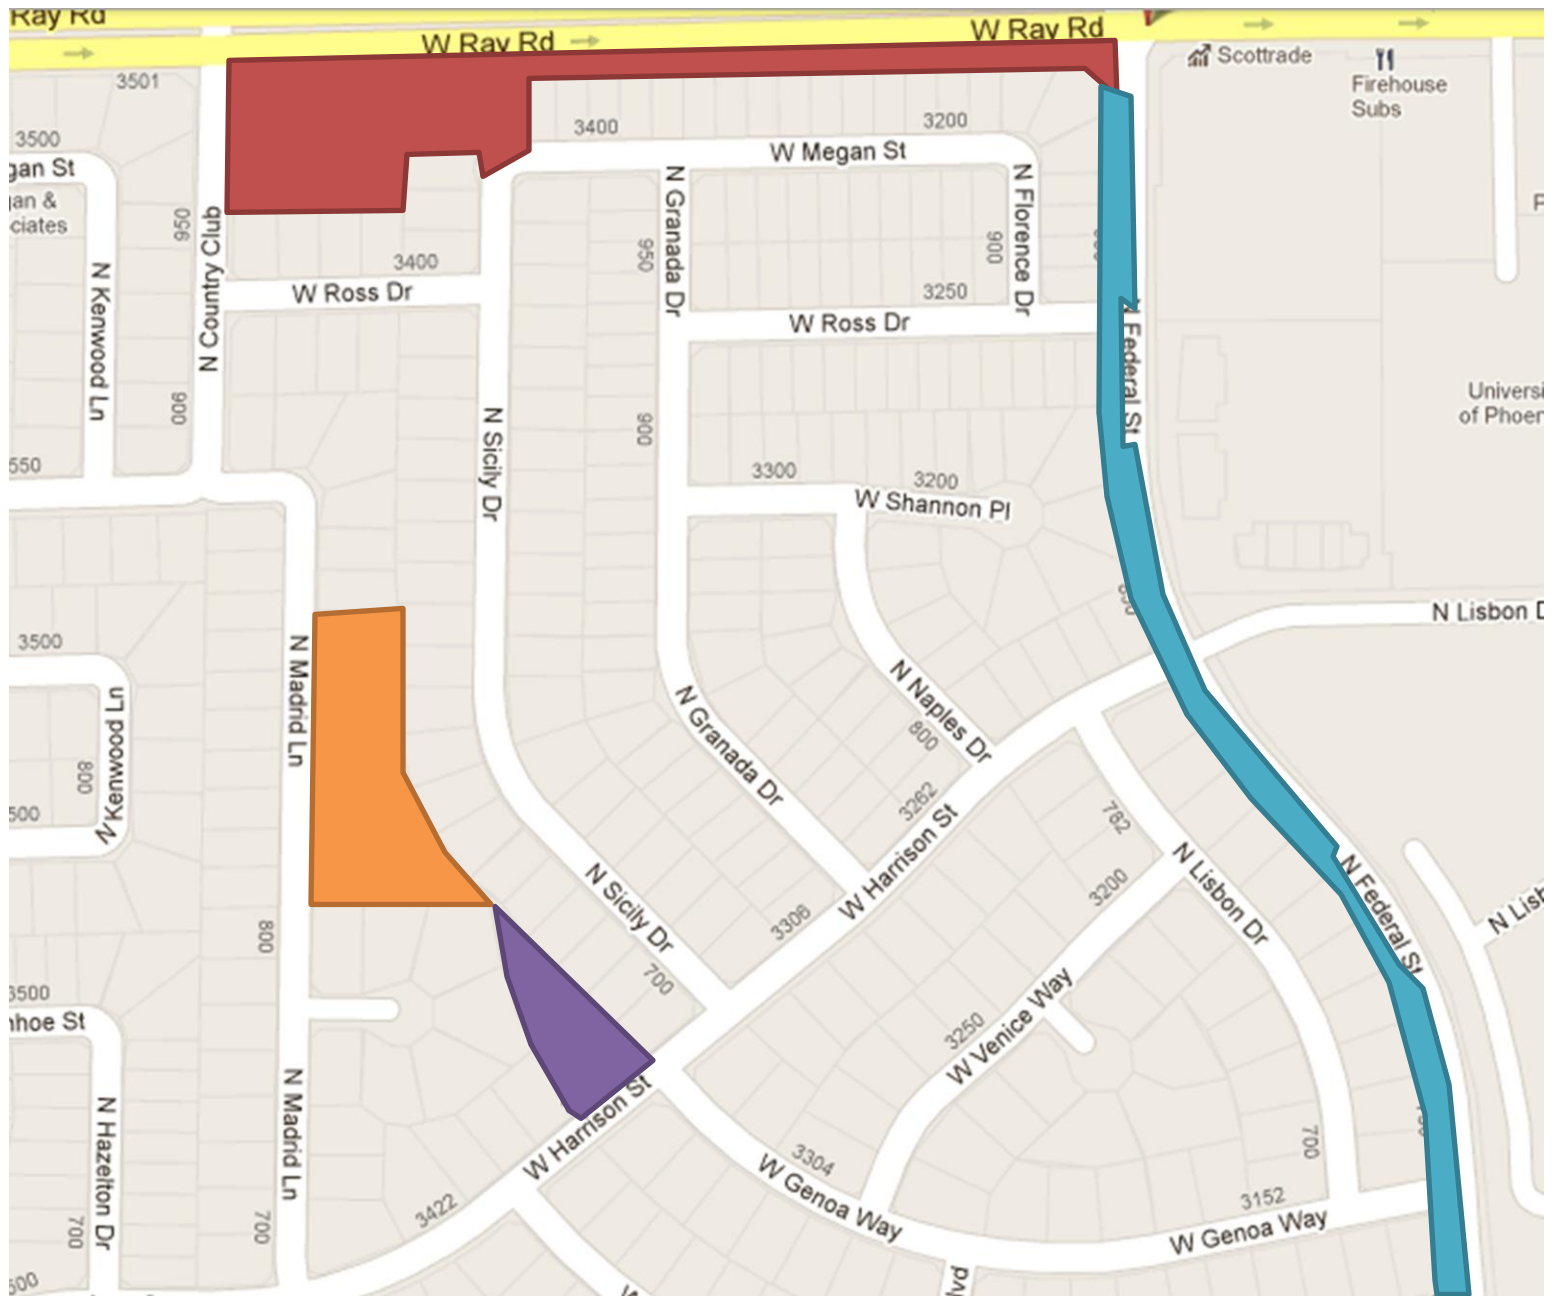 Ray Rd
W Ray Rd
W Ray Rd
Scottrade
Firehouse
Subs
3501
3500
gan St
an &
ciates
3400
3200
W Megan St
N Kenwood Ln
950
N Country Club
N Granada Dr
950
N Florence Dr
900
3400
W Ross Dr
3250
W Ross Dr
N Federal St
900
N Sicily Dr
900
Universi
of Phoen
550
3300
3200
W Shannon Pl
850
N Lisbon D
3500
N Madrid Ln
N Kenwood Ln
800
N Granada Dr
N Naples Dr
800
3262
W Harrison St
782
500
N Lisbon Dr
3200
N Federal St
N Lisb
800
N Sicily Dr
3306
700
3500
nhoe St
3250
W Venice Way
N Madrid Ln
N Hazelton Dr
W Harrison St
3304
W Genoa Way
700
3152
W Genoa Way
3422
700
700
500
W